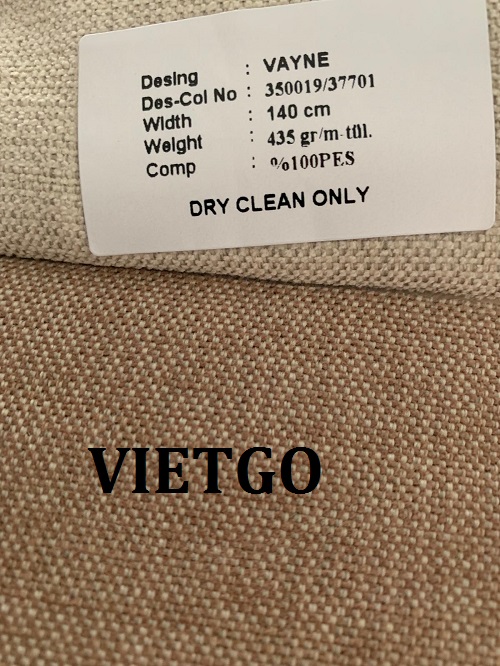 Desing : VAYNE
Des-Col No : 350019/37701
Width : 140 cm
Weight : 435 gr/m-tül.
Comp : %100PES
DRY CLEAN ONLY
VIETGO